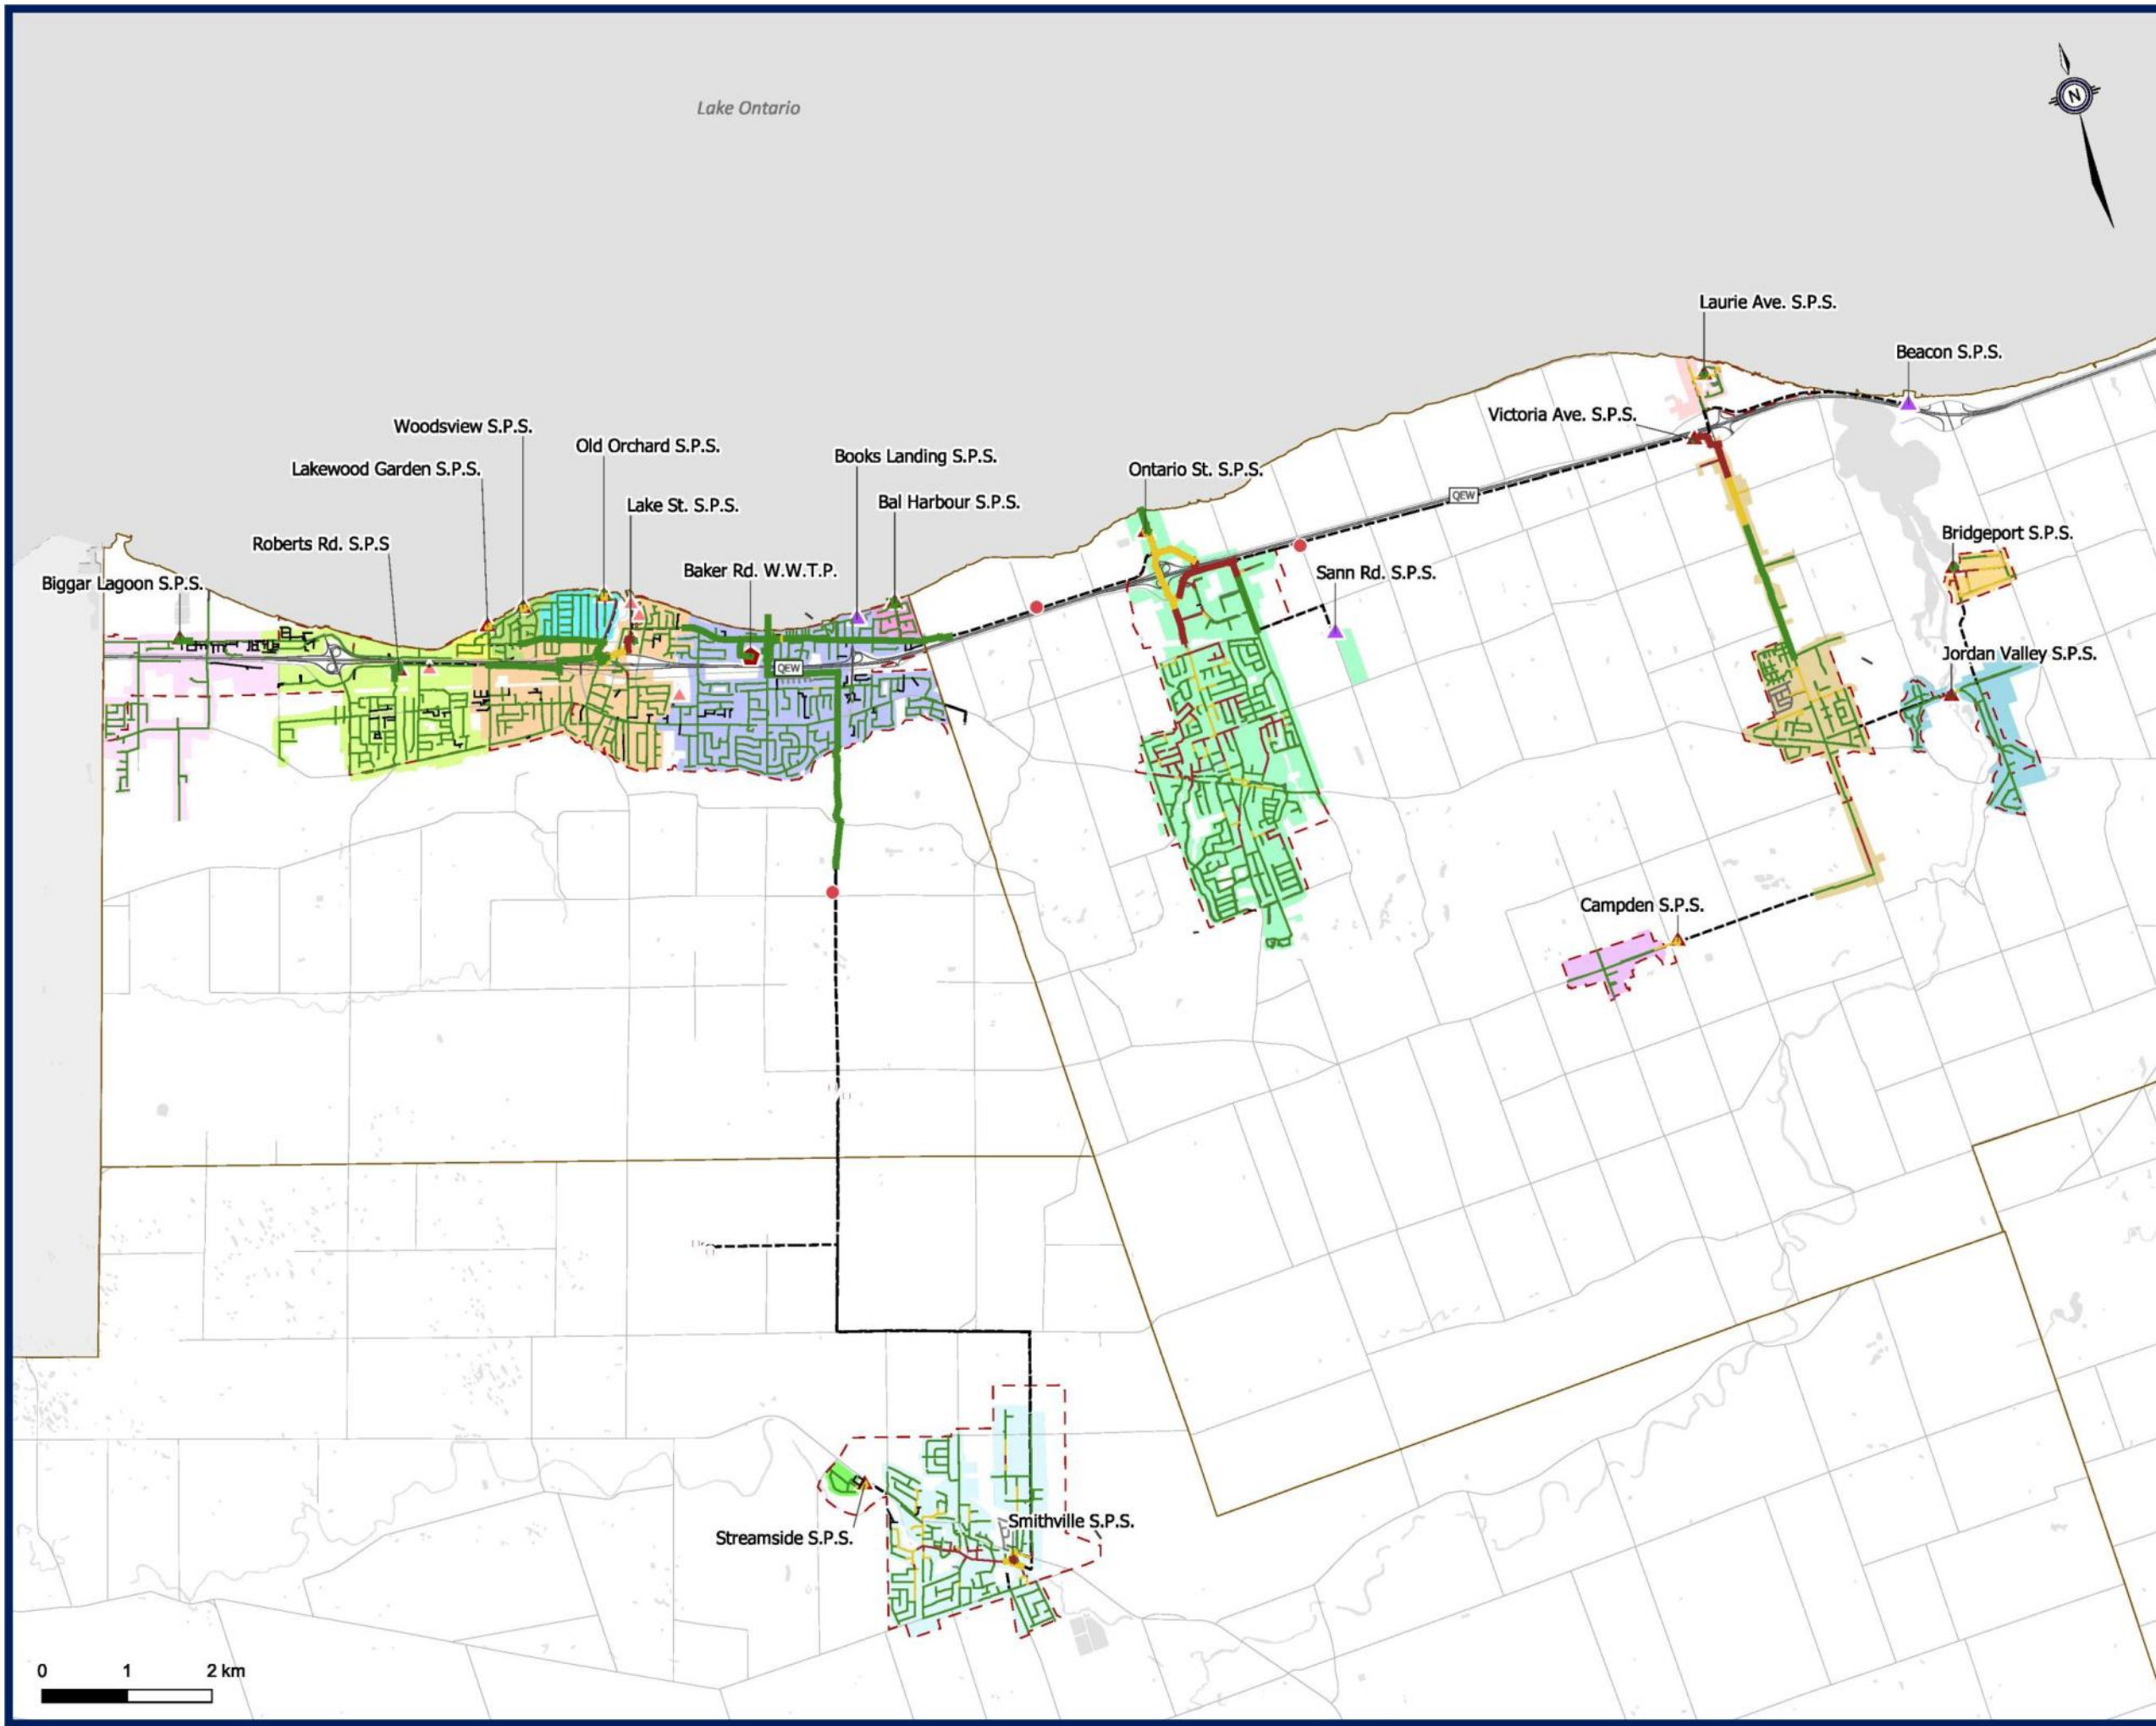 N
Lake Ontario
Laurie Ave. S.P.S.
Beacon S.P.S.
Victoria Ave. S.P.S.
Woodsview S.P.S.
Old Orchard S.P.S.
Books Landing S.P.S.
Lakewood Garden S.P.S.
Ontario St. S.P.S.
QEW
Lake St. S.P.S.
Bal Harbour S.P.S.
Bridgeport S.P.S.
Roberts Rd. S.P.S
Baker Rd. W.W.T.P.
Sann Rd. S.P.S.
Biggar Lagoon S.P.S.
Jordan Valley S.P.S.
QEW
Campden S.P.S.
Smithville S.P.S.
Streamside S.P.S.
0 1 2 km